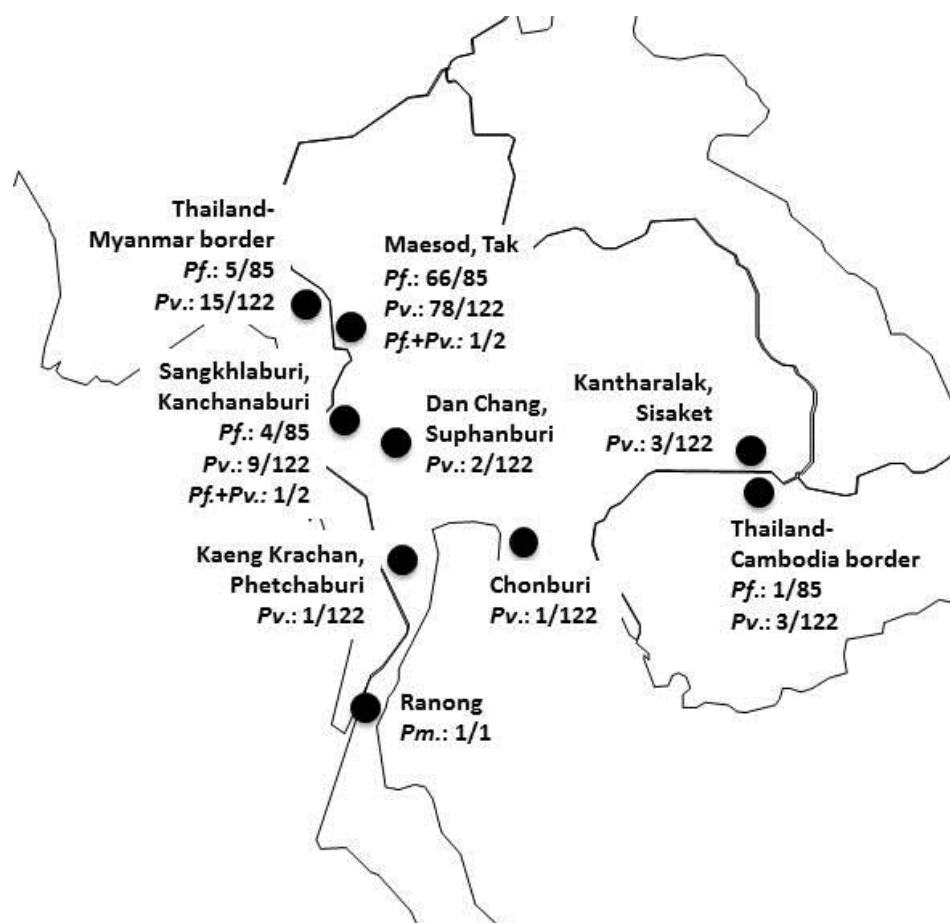 Thailand-
Myanmar border
Pf.: 5/85
Pv.: 15/122
Maesod, Tak
Pf.: 66/85
Pv.: 78/122
Pf.+Pv.: 1/2
Sangkhlaburi,
Kanchanaburi
Pf.: 4/85
Pv.: 9/122
Pf.+Pv.: 1/2
Dan Chang,
Suphanburi
Pv.: 2/122
Kantharalak,
Sisaket
Pv.: 3/122
Thailand-
Cambodia border
Pf.: 1/85
Pv.: 3/122
Kaeng Krachan,
Phetchaburi
Pv.: 1/122
Chonburi
Pv.: 1/122
Ranong
Pm.: 1/1